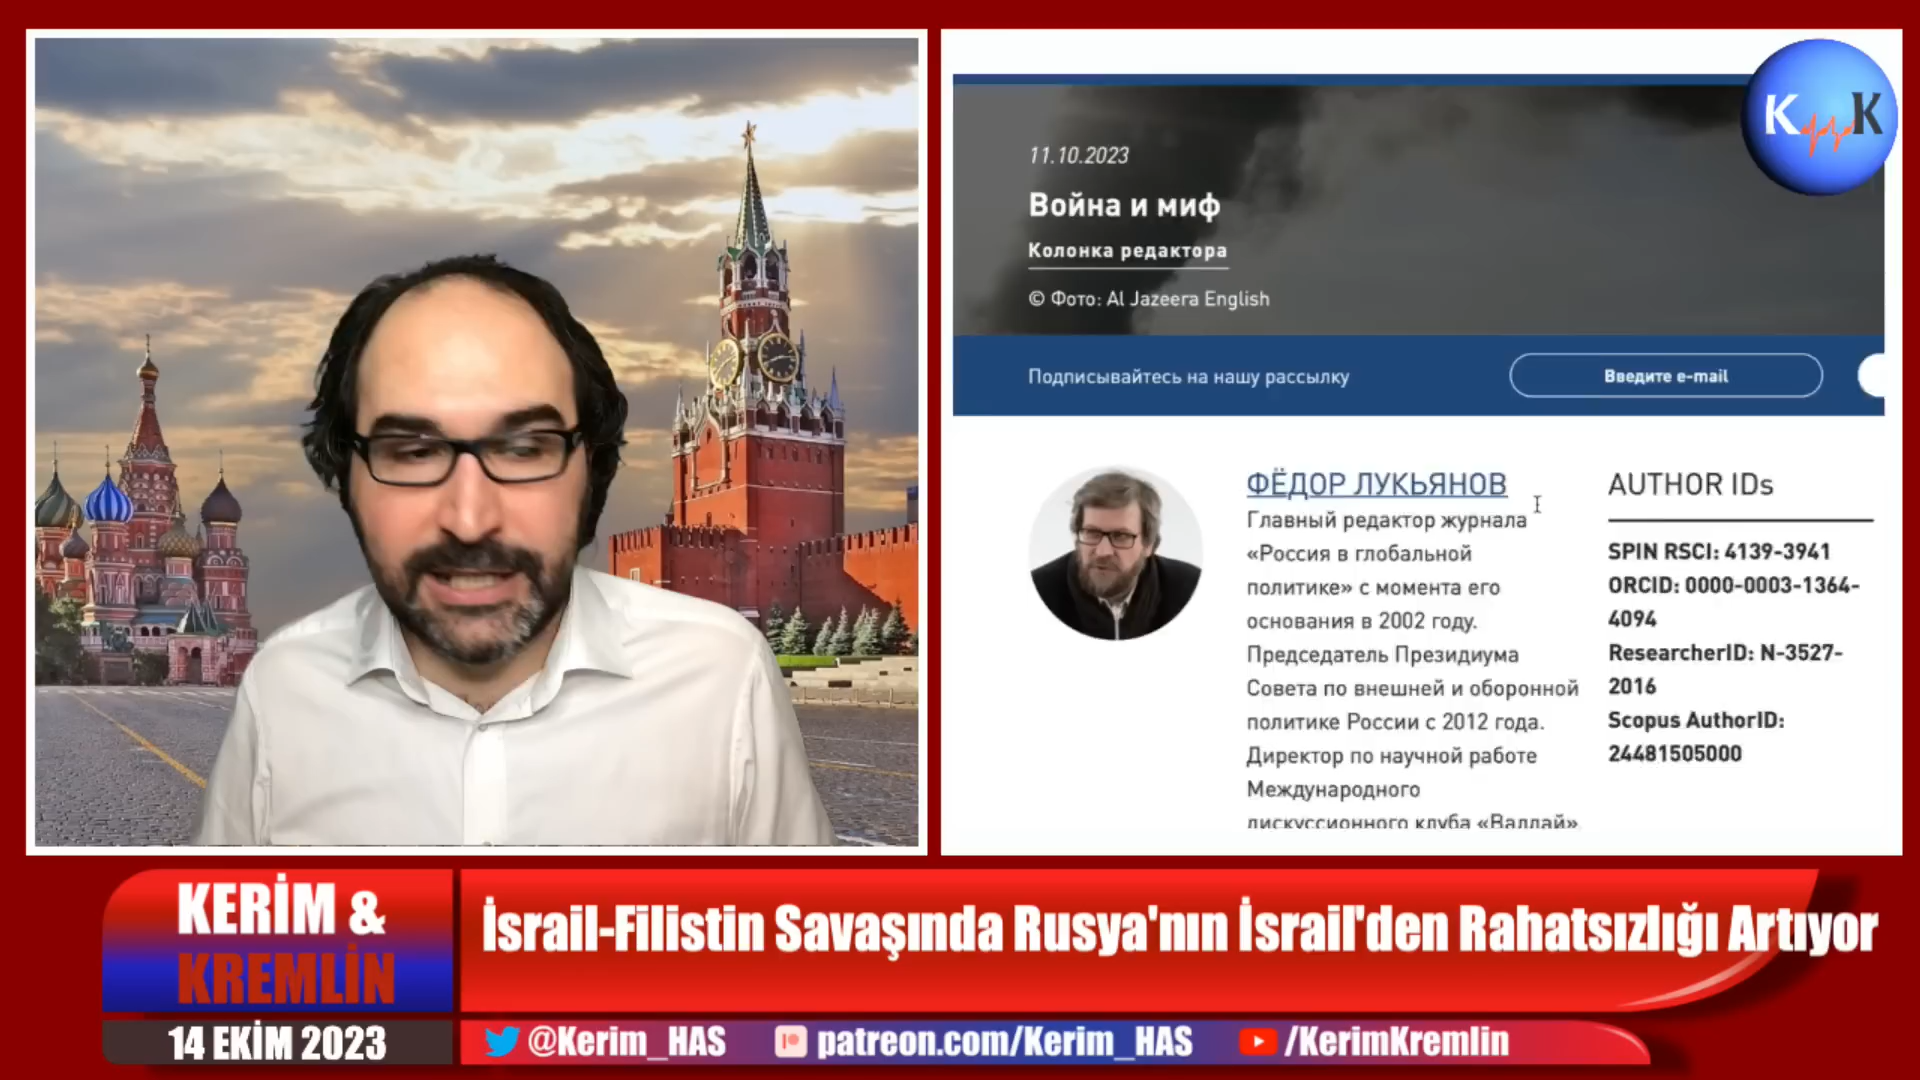 11.10.2023
Война и миф
Колонка редактора
© Фото: Al Jazeera English
K K
Подписывайтесь на нашу рассылку
Введите e-mail
ФЁДОР ЛУКЬЯНОВ
Главный редактор журнала
«Россия в глобальной
политике» с момента его
основания в 2002 году.
Председатель Президиума
Совета по внешней и оборонной
политике России с 2012 года.
Директор по научной работе
Международного
дискуссионного клуба «Валдай».
AUTHOR IDs
SPIN RSCI: 4139-3941
ORCID: 0000-0003-1364-
4094
ResearcherID: N-3527-
2016
Scopus AuthorID:
24481505000
KERİM &
KREMLİN
İsrail-Filistin Savaşında Rusya'nın İsrail'den Rahatsızlığı Artıyor
14 EKİM 2023
@Kerim_HAS
patreon.com/Kerim_HAS
/KerimKremlin